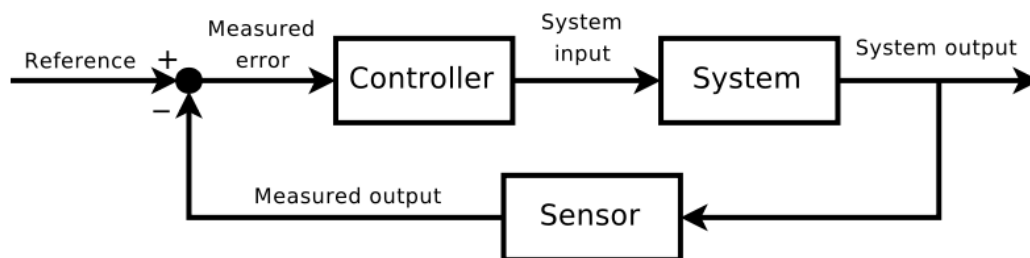 Reference
+
−
Measured
error
Controller
System
input
System
System output
Measured output
Sensor